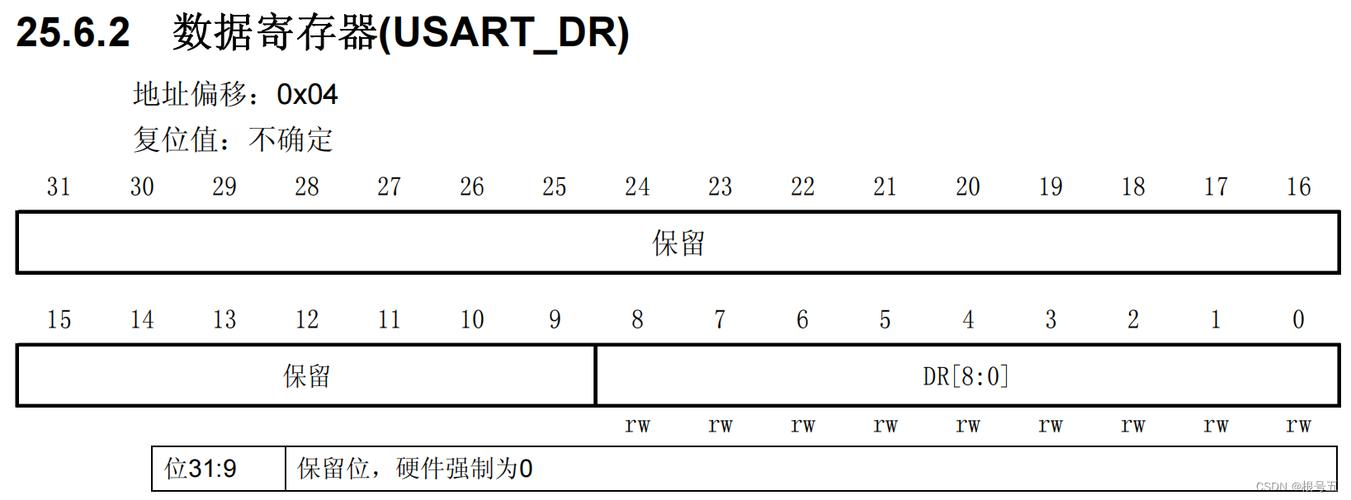 25.6.2 数据寄存器(USART_DR)
地址偏移：0x04
复位值：不确定
31 30 29 28 27 26 25 24 23 22 21 20 19 18 17 16
保留
15 14 13 12 11 10 9 8 7 6 5 4 3 2 1 0
保留 DR[8:0]
rw rw rw rw rw rw rw rw rw
位31:9 保留位，硬件强制为0
CSDN @根号五